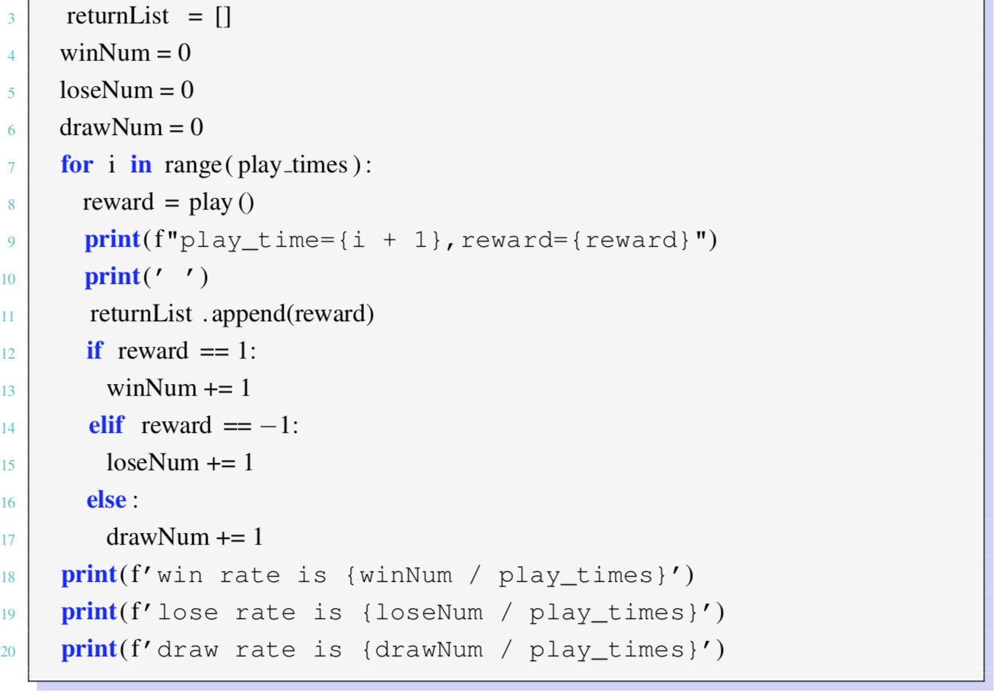 3 returnList = []
4 winNum = 0
5 loseNum = 0
6 drawNum = 0
7 for i in range(play_times):
8 reward = play()
9 print(f"play_time={i + 1},reward={reward}")
10 print(' ')
11 returnList.append(reward)
12 if reward == 1:
13 winNum += 1
14 elif reward == −1:
15 loseNum += 1
16 else:
17 drawNum += 1
18 print(f'win rate is {winNum / play_times}')
19 print(f'lose rate is {loseNum / play_times}')
20 print(f'draw rate is {drawNum / play_times}')